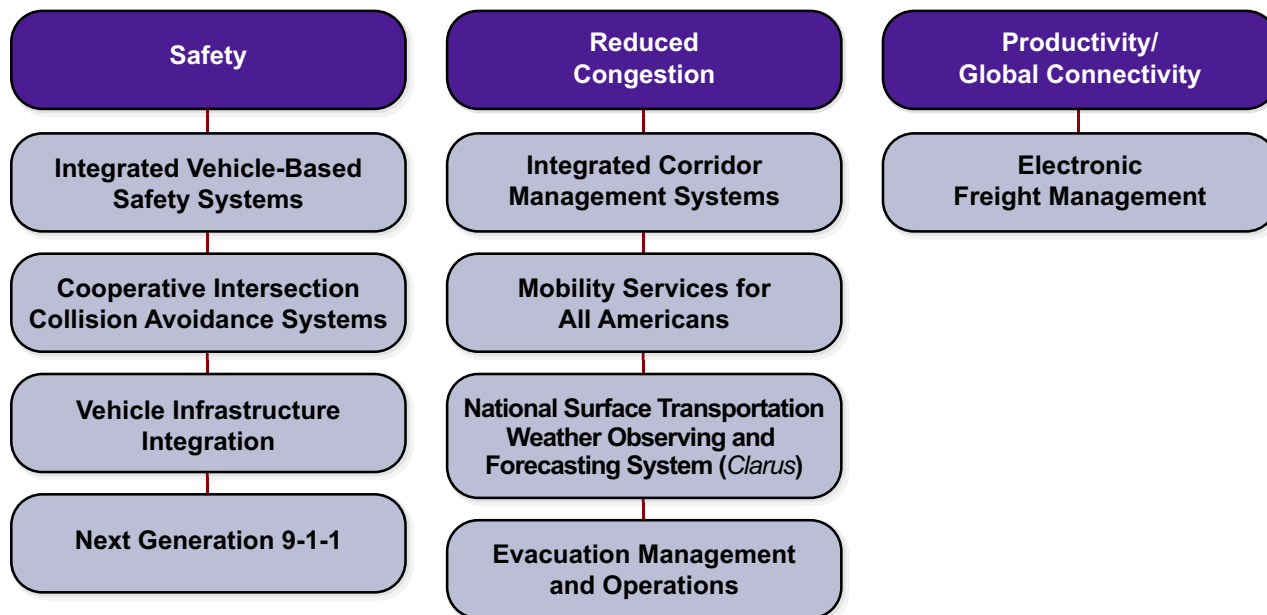 Safety
Integrated Vehicle-Based
Safety Systems
Cooperative Intersection
Collision Avoidance Systems
Vehicle Infrastructure
Integration
Next Generation 9-1-1
Reduced
Congestion
Integrated Corridor
Management Systems
Mobility Services for
All Americans
National Surface Transportation
Weather Observing and
Forecasting System (Clarus)
Evacuation Management
and Operations
Productivity/
Global Connectivity
Electronic
Freight Management